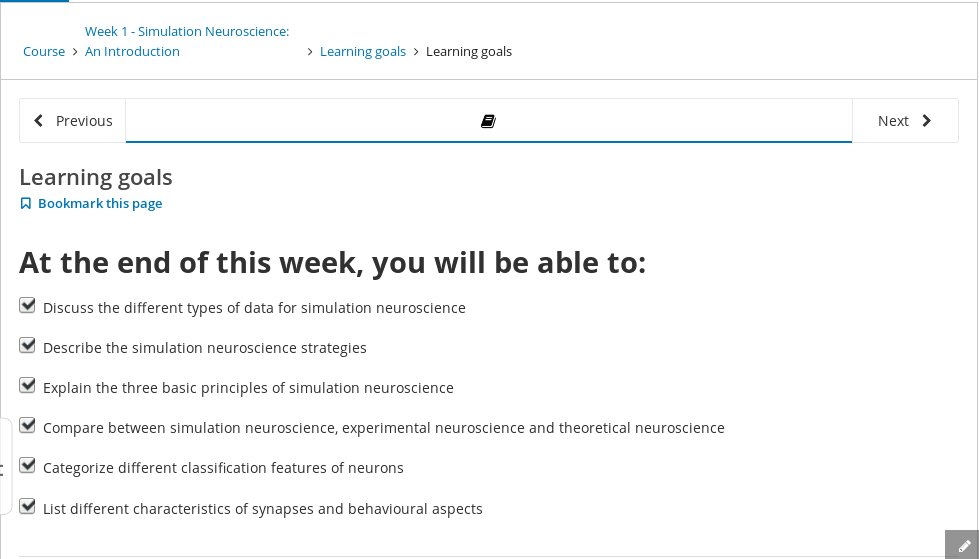 Week 1 - Simulation Neuroscience:
Course > An Introduction > Learning goals > Learning goals
Previous
Next
Learning goals
Bookmark this page
At the end of this week, you will be able to:
Discuss the different types of data for simulation neuroscience
Describe the simulation neuroscience strategies
Explain the three basic principles of simulation neuroscience
Compare between simulation neuroscience, experimental neuroscience and theoretical neuroscience
Categorize different classification features of neurons
List different characteristics of synapses and behavioural aspects